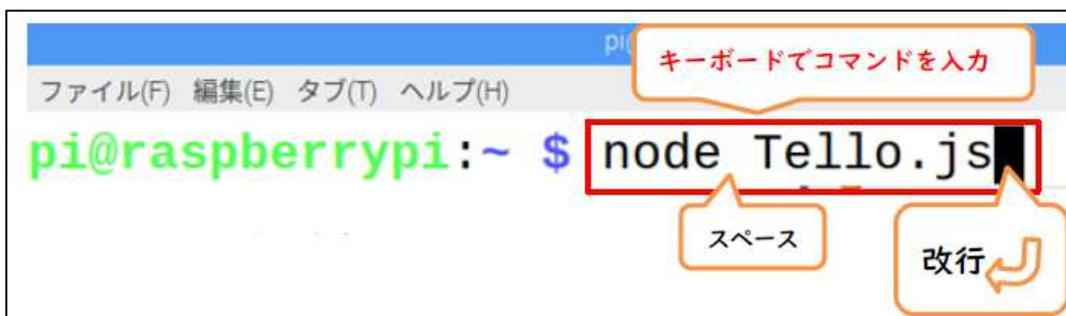 pi@
キーボードでコマンドを入力
ファイル(F) 編集(E) タブ(T) ヘルプ(H)
pi@raspberrypi:~ $ node Tello.js
スペース
改行